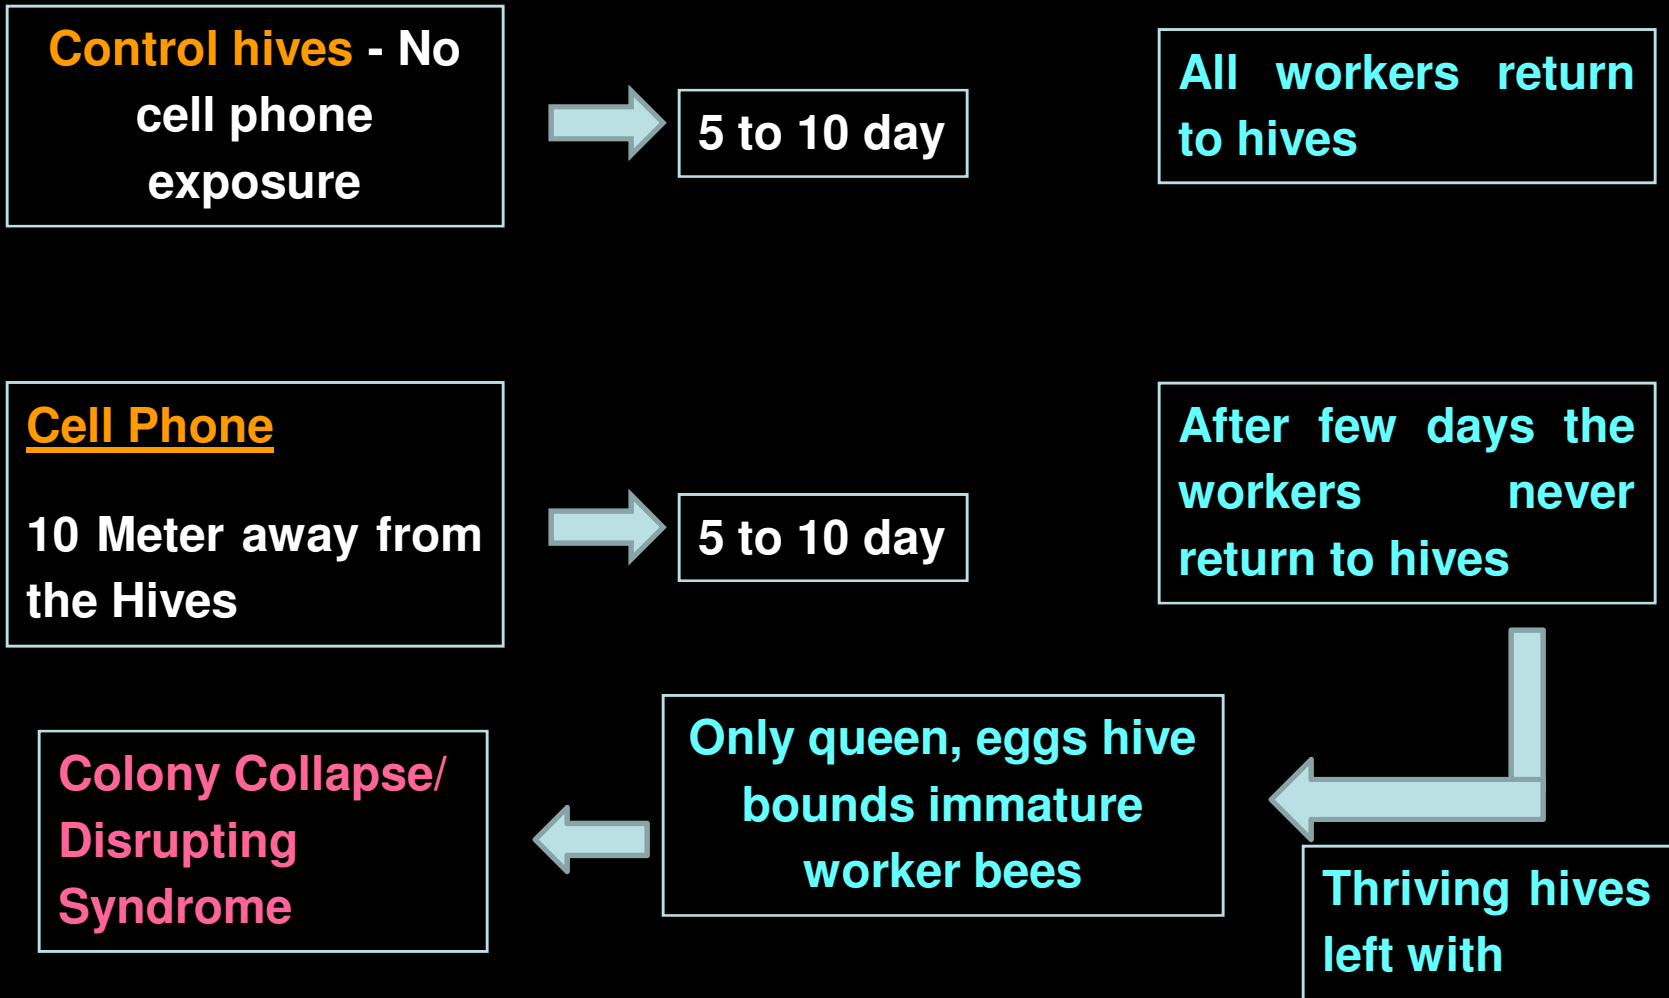 Control hives - No
cell phone
exposure
5 to 10 day
All workers return
to hives
Cell Phone
10 Meter away from
the Hives
5 to 10 day
After few days the
workers never
return to hives
Thriving hives
left with
Only queen, eggs hive
bounds immature
worker bees
Colony Collapse/
Disrupting
Syndrome